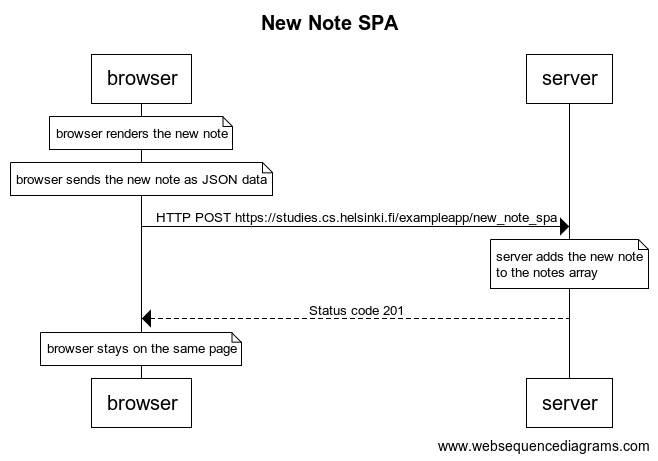 New Note SPA
browser
server
browser renders the new note
browser sends the new note as JSON data
HTTP POST https://studies.cs.helsinki.fi/exampleapp/new_note_spa
server adds the new note
to the notes array
Status code 201
browser stays on the same page
browser
server
www.websequencediagrams.com